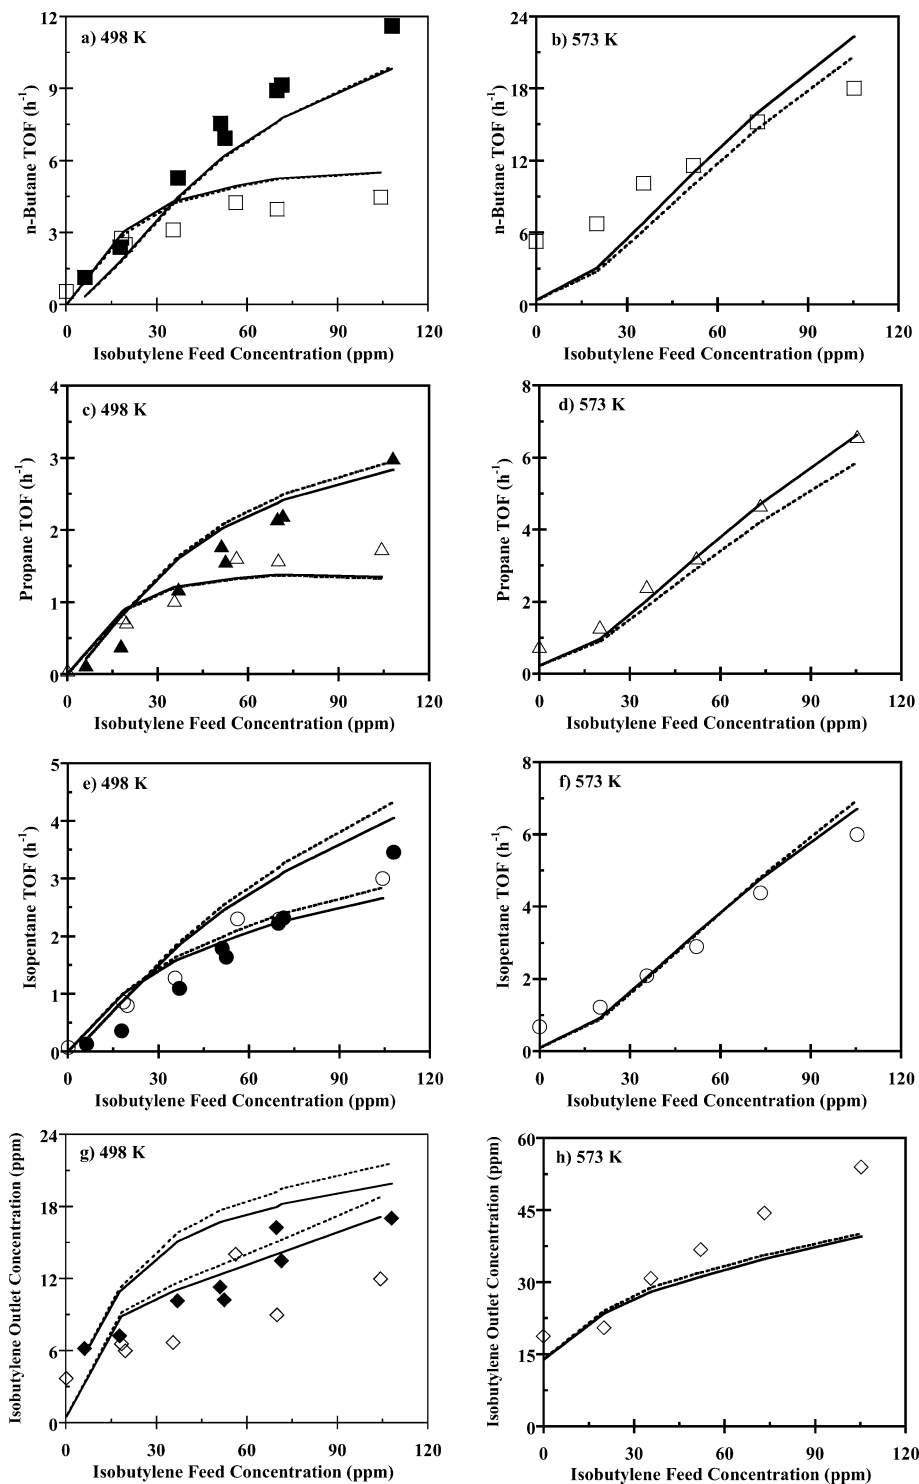 a) 498 K
n-Butane TOF (h-1)
12
9
6
3
0
0 30 60 90 120
Isobutylene Feed Concentration (ppm)
b) 573 K
n-Butane TOF (h-1)
24
18
12
6
0
0 30 60 90 120
Isobutylene Feed Concentration (ppm)
c) 498 K
Propane TOF (h-1)
4
3
2
1
0
0 30 60 90 120
Isobutylene Feed Concentration (ppm)
d) 573 K
Propane TOF (h-1)
8
6
4
2
0
0 30 60 90 120
Isobutylene Feed Concentration (ppm)
e) 498 K
Isopentane TOF (h-1)
5
4
3
2
1
0
0 30 60 90 120
Isobutylene Feed Concentration (ppm)
f) 573 K
Isopentane TOF (h-1)
8
6
4
2
0
0 30 60 90 120
Isobutylene Feed Concentration (ppm)
g) 498 K
Isobutylene Outlet Concentration (ppm)
24
18
12
6
0
0 30 60 90 120
Isobutylene Feed Concentration (ppm)
h) 573 K
Isobutylene Outlet Concentration (ppm)
60
45
30
15
0
0 30 60 90 120
Isobutylene Feed Concentration (ppm)